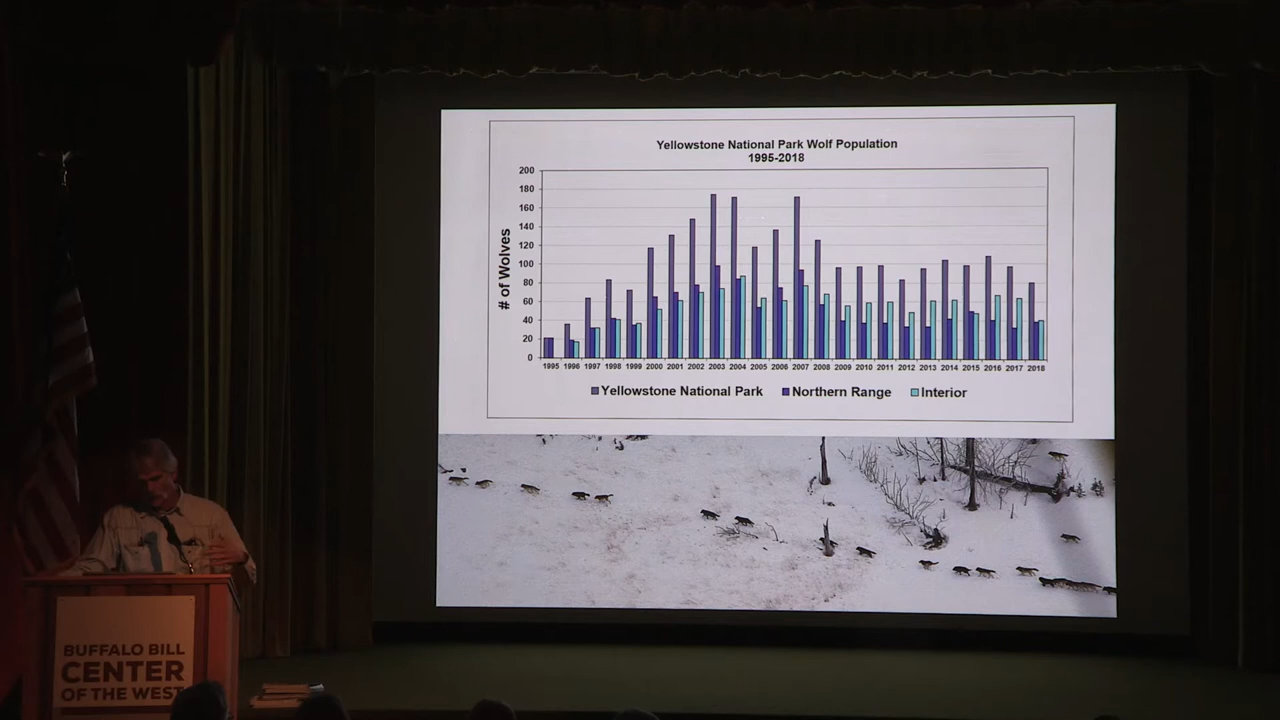 Yellowstone National Park Wolf Population
1995-2018
# of Wolves
200
180
160
140
120
100
80
60
40
20
0
1995 1996 1997 1998 1999 2000 2001 2002 2003 2004 2005 2006 2007 2008 2009 2010 2011 2012 2013 2014 2015 2016 2017 2018
Yellowstone National Park Northern Range Interior
BUFFALO BILL
CENTER
OF THE WEST